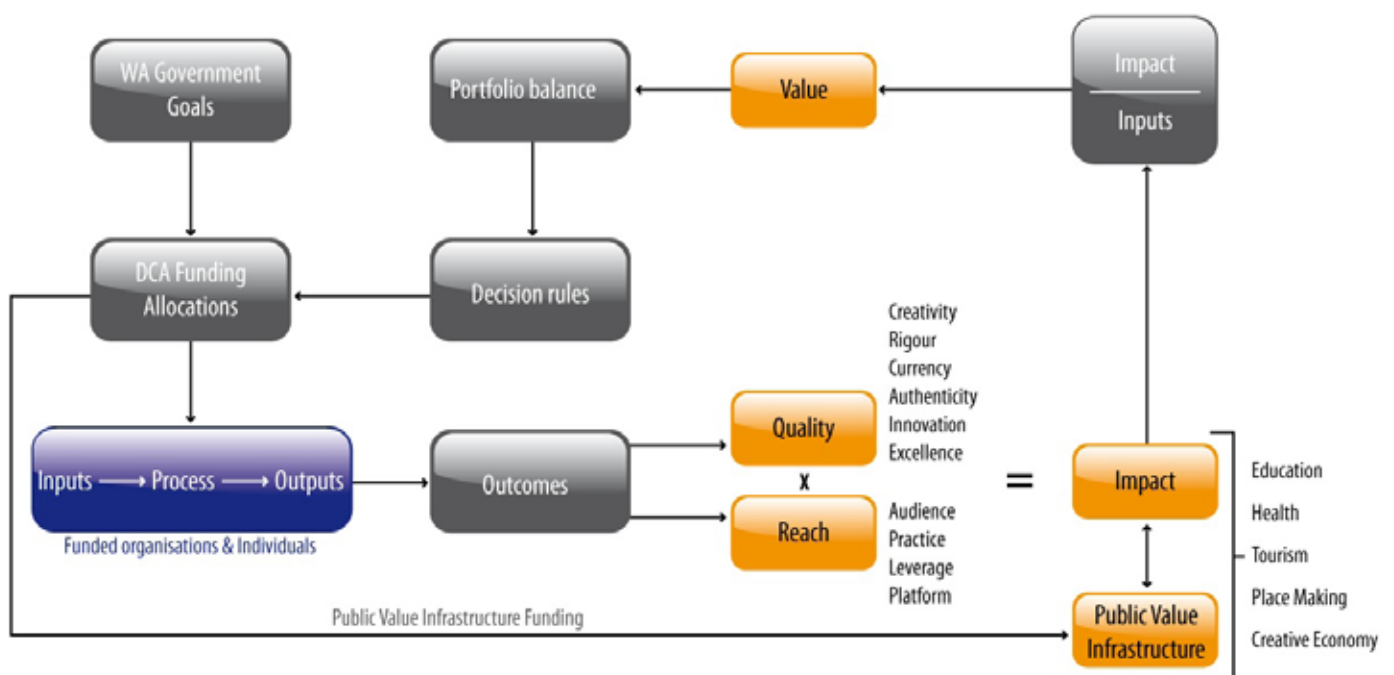 WA Government
Goals
Portfolio balance
Value
Impact
Inputs
DCA Funding
Allocations
Decision rules
Inputs
Process
Outputs
Funded organisations & Individuals
Outcomes
Quality
x
Reach
Creativity
Rigour
Currency
Authenticity
Innovation
Excellence
Audience
Practice
Leverage
Platform
=
Impact
Public Value
Infrastructure
Education
Health
Tourism
Place Making
Creative Economy
Public Value Infrastructure Funding